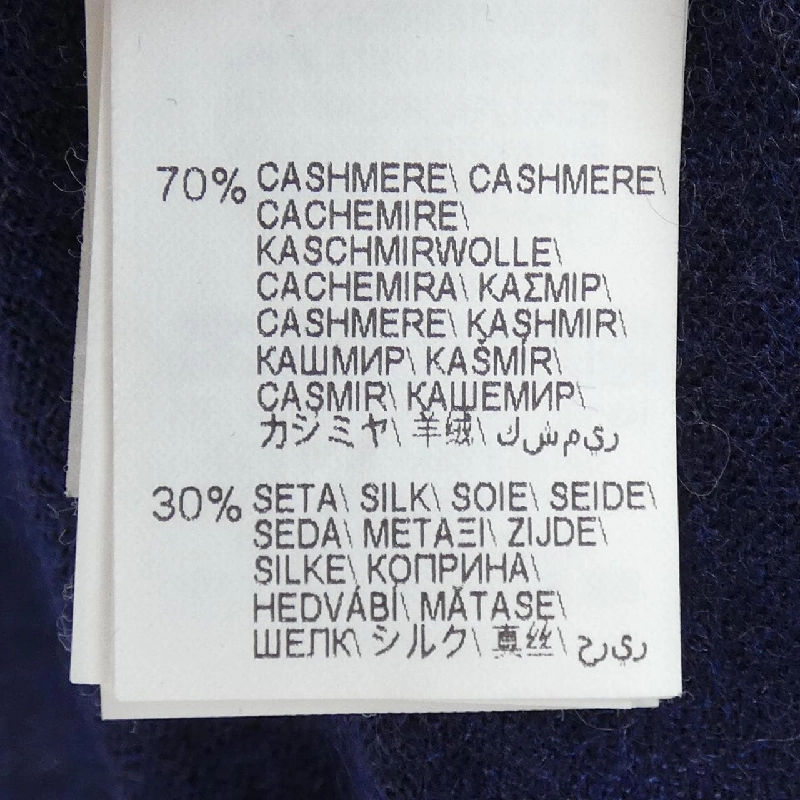 70% CASHMERE\ CASHMERE\
CACHEMIRE\
KASCHMIRWOLLE\
CACHEMIRA\ ΚΑΣΜΙΡ\
CASHMERE\ KAŞHMIR\
КАШМИР\ KAŠMÍR\
CAŞMIR\ КАШЕМИР\
カシミヤ\ 羊绒\ كشمير
30% SETA\ SILK\ SOIE\ SEIDE\
SEDA\ ΜΕΤΑΞΙ\ ZIJDE\
SILKE\ КОПРИНА\
HEDVÁBÍ\ MĂTASE\
ШЕЛК\ シルク\ 真丝\ حرير